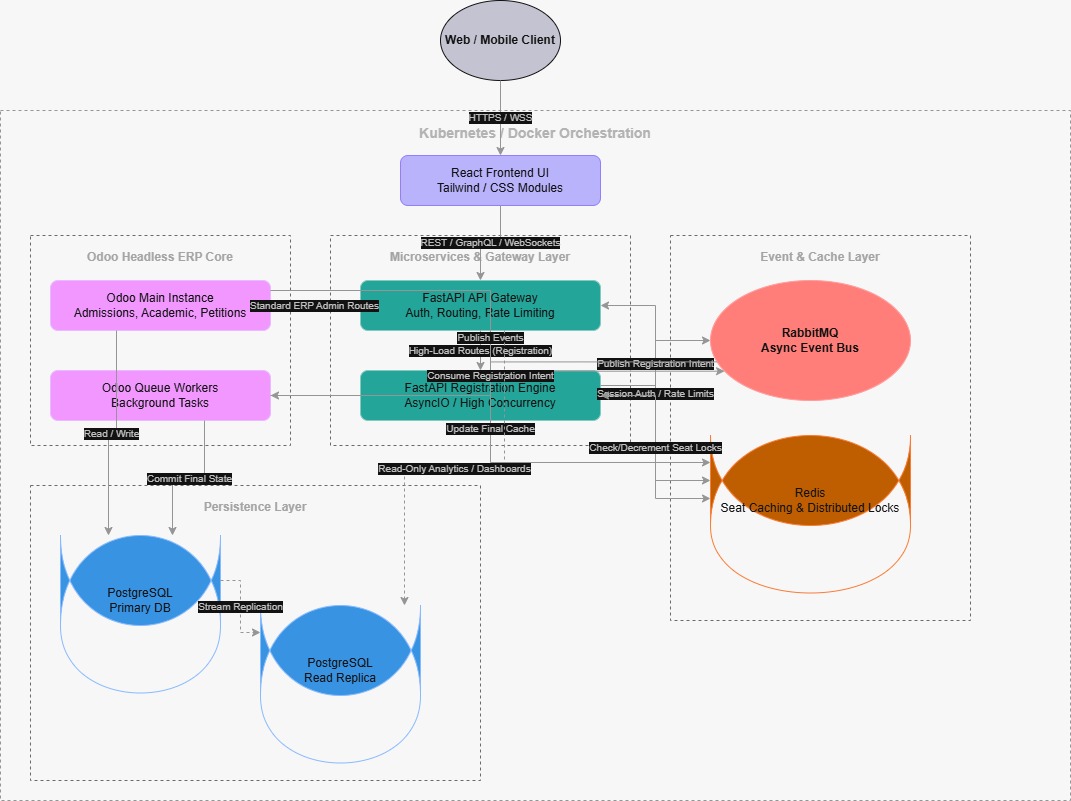 Web / Mobile Client
HTTPS / WSS
Kubernetes / Docker Orchestration
React Frontend UI
Tailwind / CSS Modules
REST / GraphQL / WebSockets
Odoo Headless ERP Core
Microservices & Gateway Layer
Event & Cache Layer
Odoo Main Instance
Admissions, Academic, Petitions
Standard ERP Admin Routes
FastAPI API Gateway
Auth, Routing, Rate Limiting
RabbitMQ
Async Event Bus
Publish Events
High-Load Routes (Registration)
Publish Registration Intent
Consume Registration Intent
Odoo Queue Workers
Background Tasks
FastAPI Registration Engine
AsyncIO / High Concurrency
Session Auth / Rate Limits
Read / Write
Update Final Cache
Check/Decrement Seat Locks
Read-Only Analytics / Dashboards
Commit Final State
Redis
Seat Caching & Distributed Locks
Persistence Layer
PostgreSQL
Primary DB
Stream Replication
PostgreSQL
Read Replica